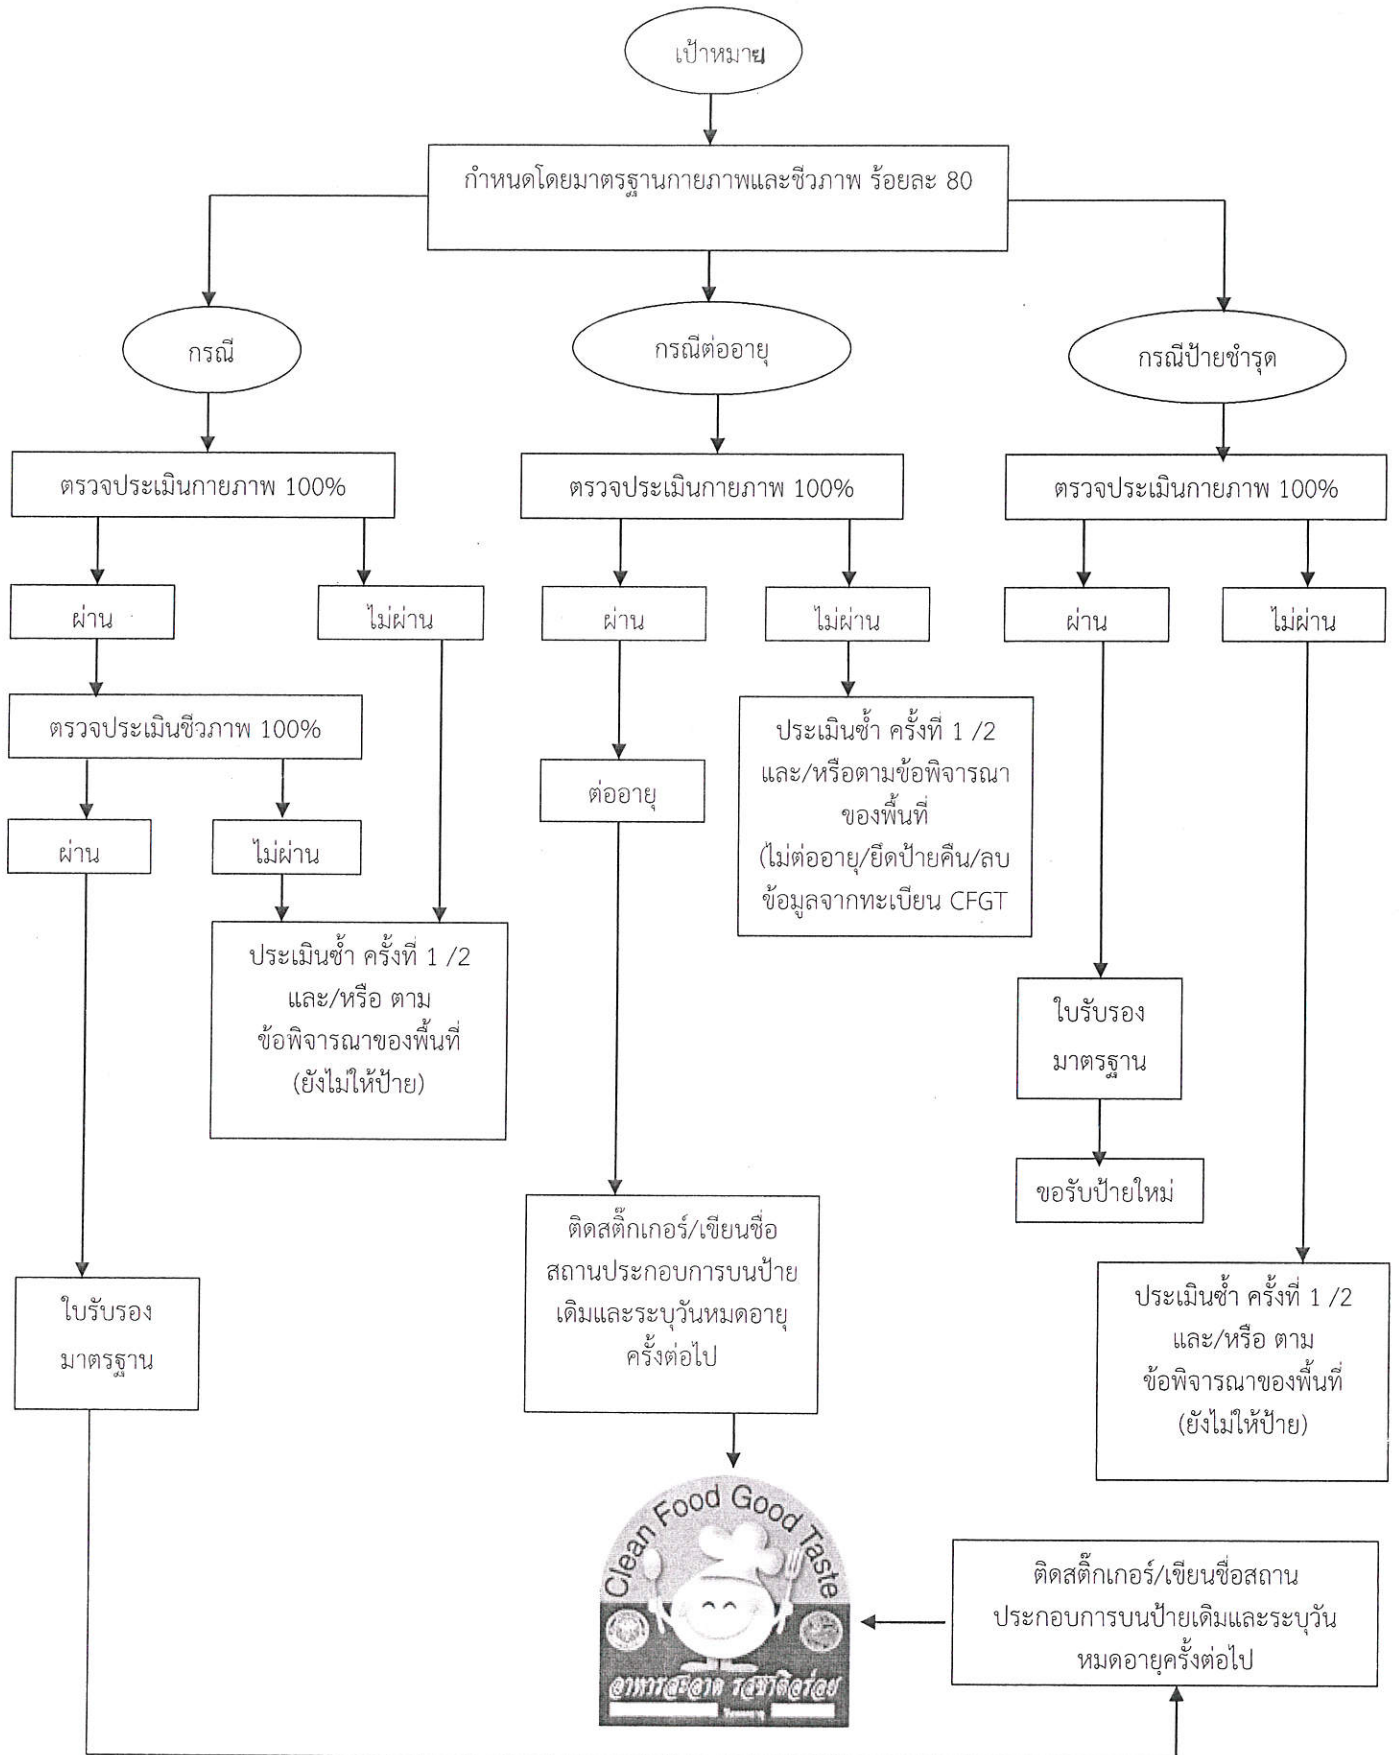 เป้าหมาย
กำหนดโดยมาตรฐานกายภาพและชีวภาพ ร้อยละ 80
กรณี
กรณีต่ออายุ
กรณีป้ายชำรุด
ตรวจประเมินกายภาพ 100%
ตรวจประเมินกายภาพ 100%
ตรวจประเมินกายภาพ 100%
ผ่าน
ไม่ผ่าน
ผ่าน
ไม่ผ่าน
ผ่าน
ไม่ผ่าน
ตรวจประเมินชีวภาพ 100%
ผ่าน
ไม่ผ่าน
ประเมินซ้ำ ครั้งที่ 1 /2
และ/หรือ ตาม
ข้อพิจารณาของพื้นที่
(ยังไม่ให้ป้าย)
ใบรับรอง
มาตรฐาน
ต่ออายุ
ประเมินซ้ำ ครั้งที่ 1 /2
และ/หรือตามข้อพิจารณา
ของพื้นที่
(ไม่ต่ออายุ/ยึดป้ายคืน/ลบ
ข้อมูลจากทะเบียน CFGT
ติดสติ๊กเกอร์/เขียนชื่อ
สถานประกอบการบนป้าย
เดิมและระบุวันหมดอายุ
ครั้งต่อไป
ใบรับรอง
มาตรฐาน
ขอรับป้ายใหม่
ประเมินซ้ำ ครั้งที่ 1 /2
และ/หรือ ตาม
ข้อพิจารณาของพื้นที่
(ยังไม่ให้ป้าย)
Clean Food Good Taste
อาหารสะอาด รสชาติอร่อย
ติดสติ๊กเกอร์/เขียนชื่อสถาน
ประกอบการบนป้ายเดิมและระบุวัน
หมดอายุครั้งต่อไป